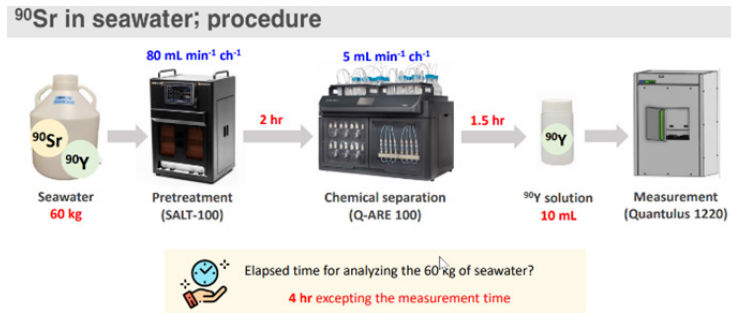 ⁹⁰Sr in seawater; procedure
80 mL min⁻¹ ch⁻¹
5 mL min⁻¹ ch⁻¹
2 hr
1.5 hr
⁹⁰Sr
⁹⁰Y
⁹⁰Y
Seawater
60 kg
Pretreatment
(SALT-100)
Chemical separation
(Q-ARE 100)
⁹⁰Y solution
10 mL
Measurement
(Quantulus 1220)
Elapsed time for analyzing the 60 kg of seawater?
4 hr excepting the measurement time